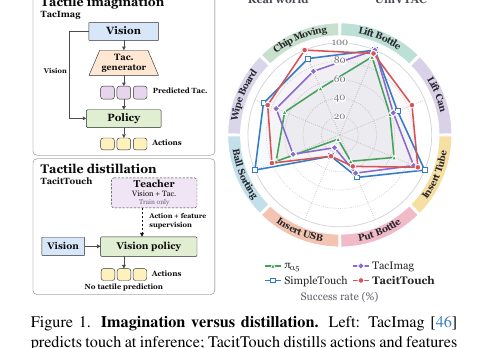 Tactile imagination
TacImag
Vision
Vision
Tac.
generator
Predicted Tac.
Policy
Actions
Tactile distillation
TacitTouch
Teacher
Vision + Tac.
Train only
Action + feature
supervision
Vision
Vision policy
Actions
No tactile prediction
Real world
UniVTAC
Chip Moving
Lift Bottle
Lift Can
Insert Tube
Put Bottle
Insert USB
Ball Sorting
Wipe Board
100
80
60
40
20
π0.5
TacImag
SimpleTouch
TacitTouch
Success rate (%)
Figure 1. Imagination versus distillation. Left: TacImag [46]
predicts touch at inference; TacitTouch distills actions and features